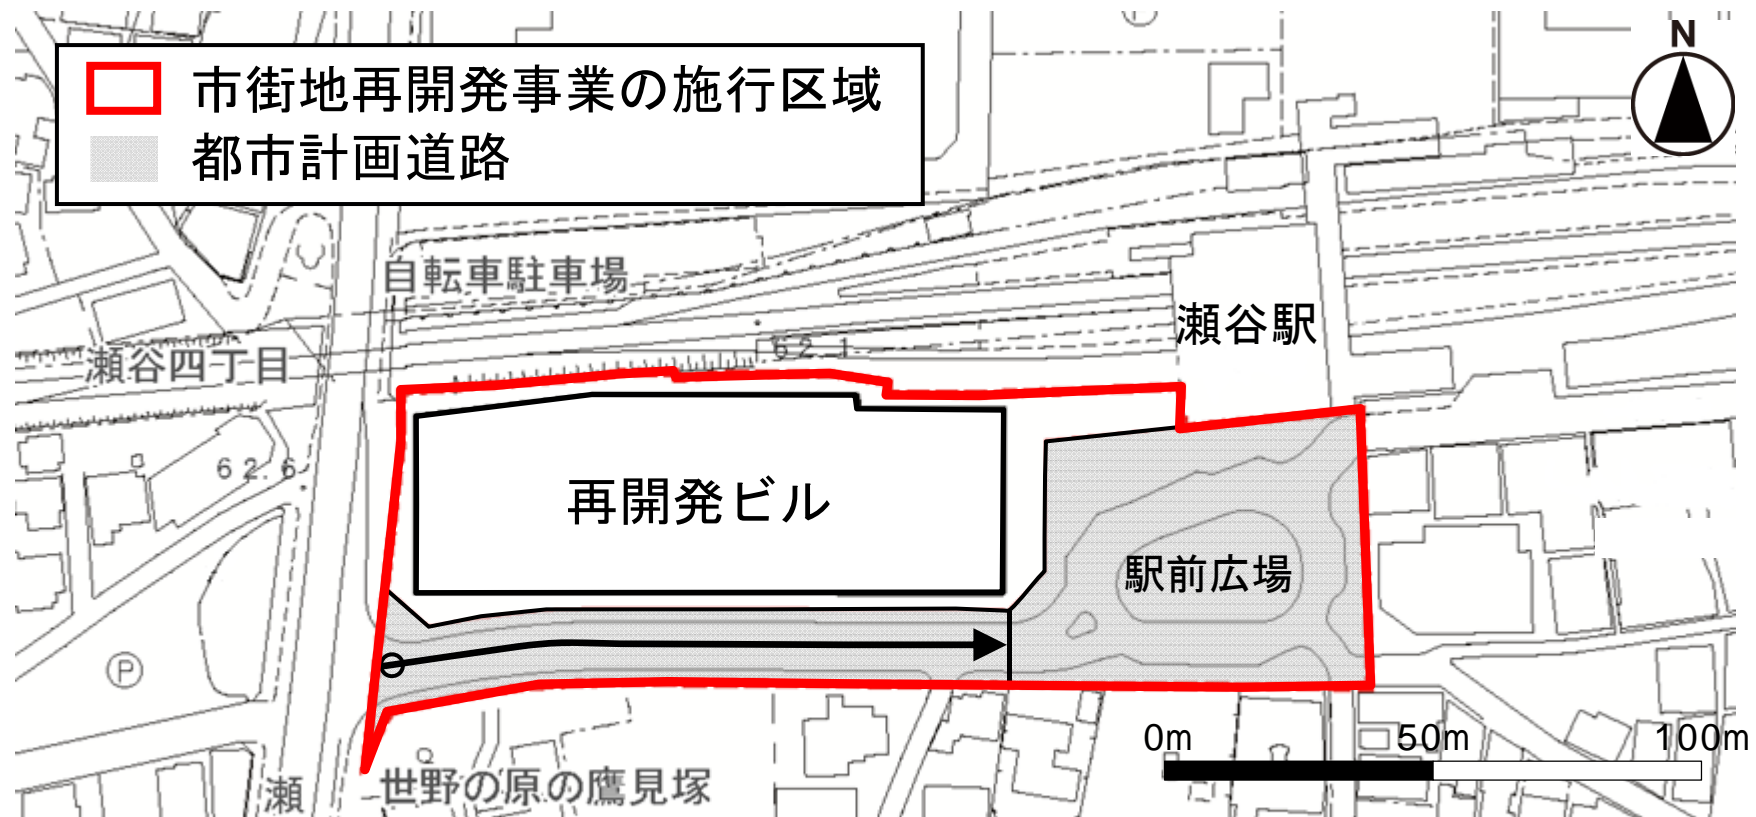 N
市街地再開発事業の施行区域
都市計画道路
自転車駐車場
瀬谷駅
62.1
瀬谷四丁目
62.6
再開発ビル
駅前広場
P
0m 50m 100m
瀬
世野の原の鷹見塚